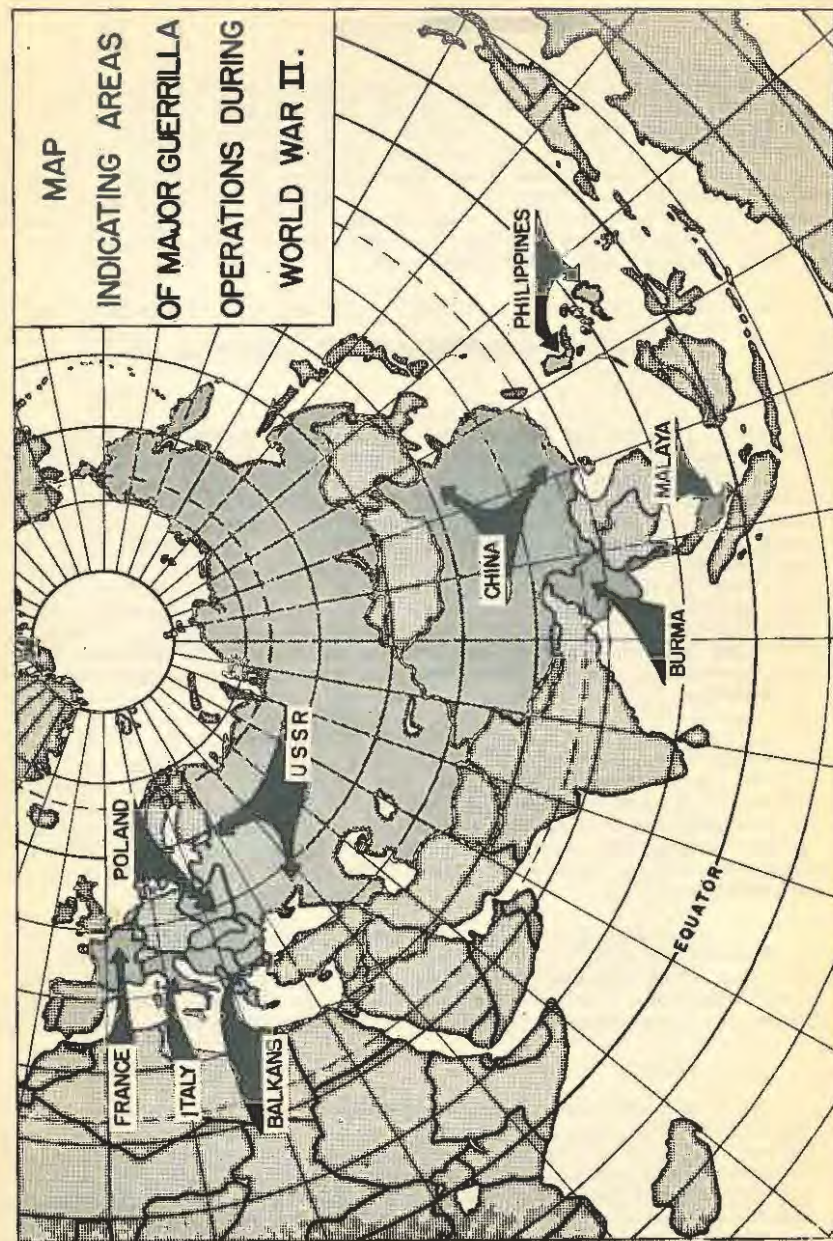 MAP
INDICATING AREAS
OF MAJOR GUERRILLA
OPERATIONS DURING
WORLD WAR II.
POLAND
USSR
FRANCE
ITALY
BALKANS
CHINA
BURMA
MALAYA
PHILIPPINES
EQUATOR